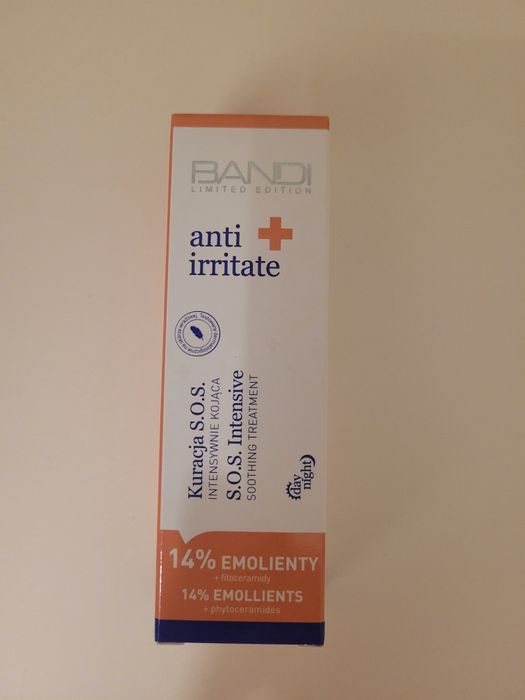 BANDI
LIMITED EDITION
anti
irritate
Kuracja S.O.S.
INTENSYWNIE KOJĄCA
S.O.S. Intensive
SOOTHING TREATMENT
day
night
14% EMOLIENTY
+ fitoceramidy
14% EMOLLIENTS
+ phytoceramides